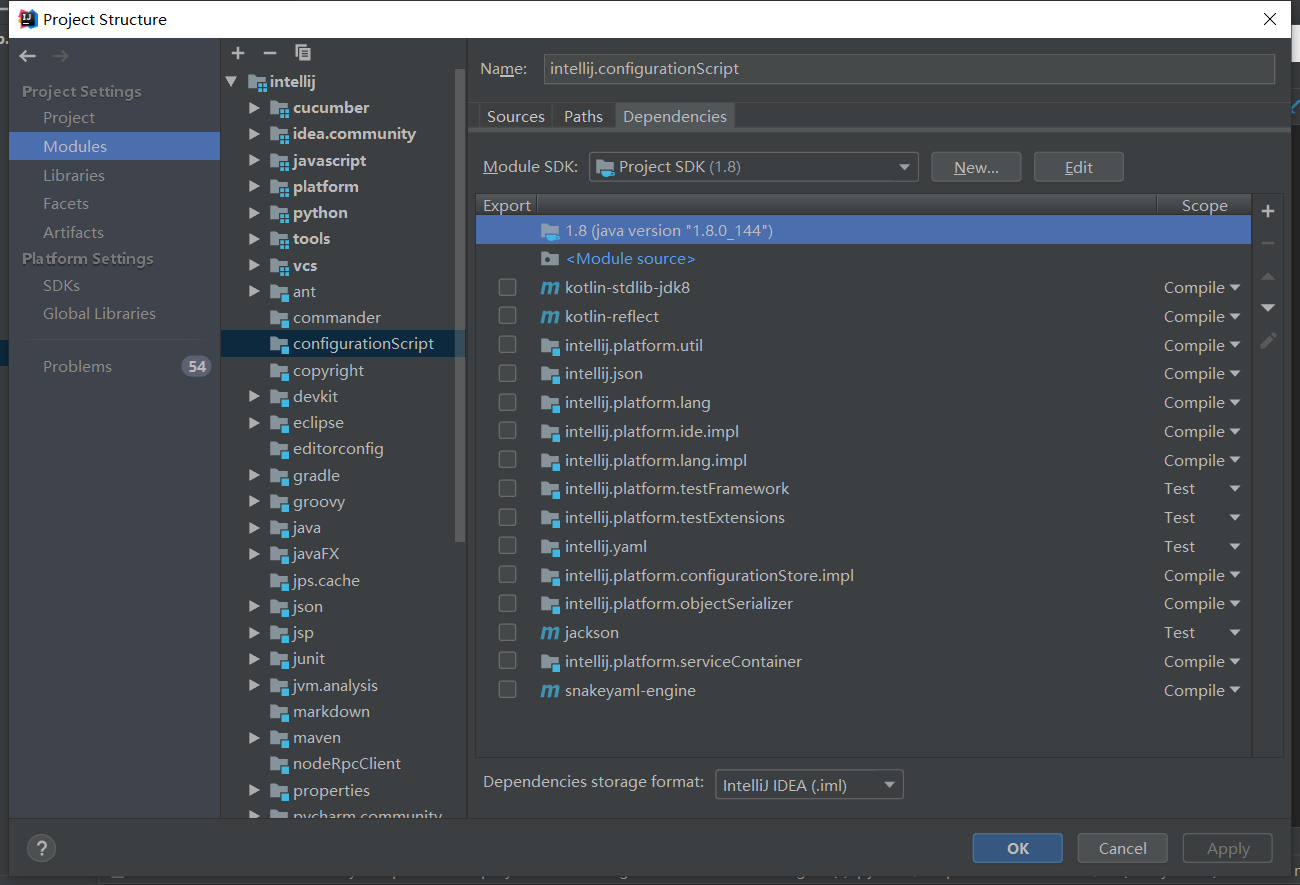 Project Structure
Project Settings
Project
Modules
Libraries
Facets
Artifacts
Platform Settings
SDKs
Global Libraries
Problems 54
intellij
cucumber
idea.community
javascript
platform
python
tools
vcs
ant
commander
configurationScript
copyright
devkit
eclipse
editorconfig
gradle
groovy
java
javaFX
jps.cache
json
jsp
junit
jvm.analysis
markdown
maven
nodeRpcClient
properties
pycharm.community
Name: intellij.configurationScript
Sources Paths Dependencies
Module SDK: Project SDK (1.8) New... Edit
Export Scope
1.8 (java version "1.8.0_144")
<Module source>
m kotlin-stdlib-jdk8 Compile
m kotlin-reflect Compile
intellij.platform.util Compile
intellij.json Compile
intellij.platform.lang Compile
intellij.platform.ide.impl Compile
intellij.platform.lang.impl Compile
intellij.platform.testFramework Test
intellij.platform.testExtensions Test
intellij.yaml Test
intellij.platform.configurationStore.impl Compile
intellij.platform.objectSerializer Compile
m jackson Test
intellij.platform.serviceContainer Compile
m snakeyaml-engine Compile
Dependencies storage format: IntelliJ IDEA (.iml)
? OK Cancel Apply